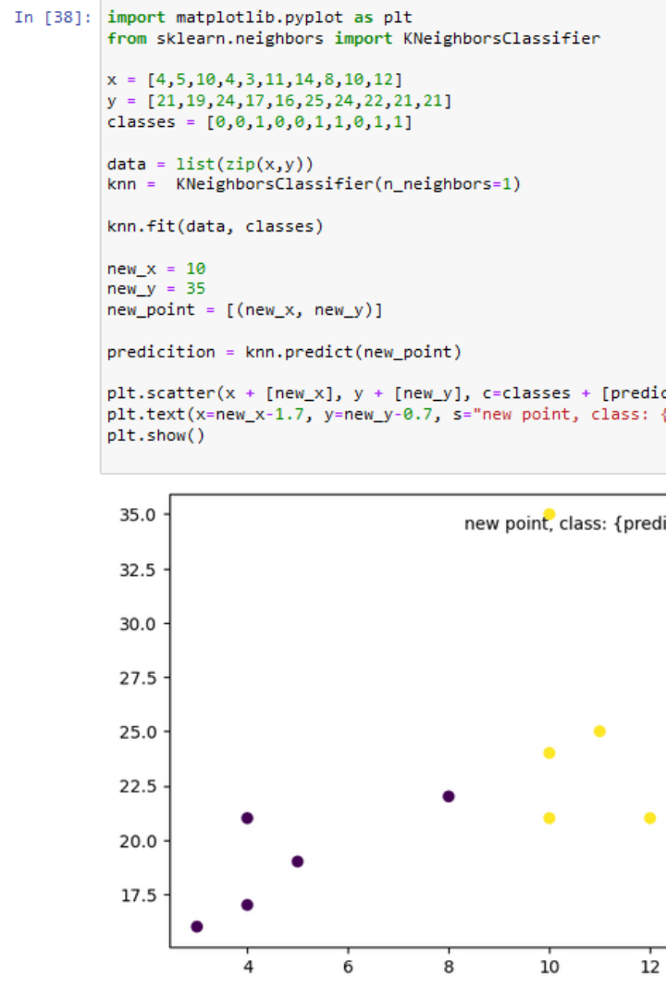 In [38]: import matplotlib.pyplot as plt
from sklearn.neighbors import KNeighborsClassifier
x = [4,5,10,4,3,11,14,8,10,12]
y = [21,19,24,17,16,25,24,22,21,21]
classes = [0,0,1,0,0,1,1,0,1,1]
data = list(zip(x,y))
knn =  KNeighborsClassifier(n_neighbors=1)
knn.fit(data, classes)
new_x = 10
new_y = 35
new_point = [(new_x, new_y)]
predicition = knn.predict(new_point)
plt.scatter(x + [new_x], y + [new_y], c=classes + [predic
plt.text(x=new_x-1.7, y=new_y-0.7, s="new point, class: {
plt.show()
35.0
new point, class: {predi
32.5
30.0
27.5
25.0
22.5
20.0
17.5
4 6 8 10 12